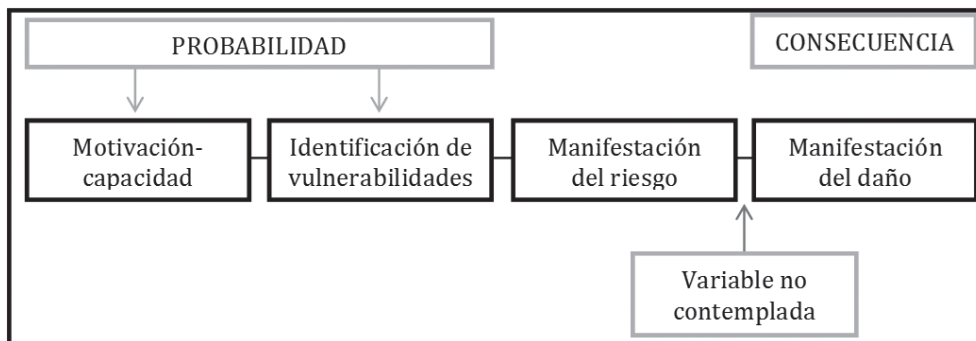 PROBABILIDAD
CONSECUENCIA
Motivación-
capacidad
Identificación de
vulnerabilidades
Manifestación
del riesgo
Manifestación
del daño
Variable no
contemplada